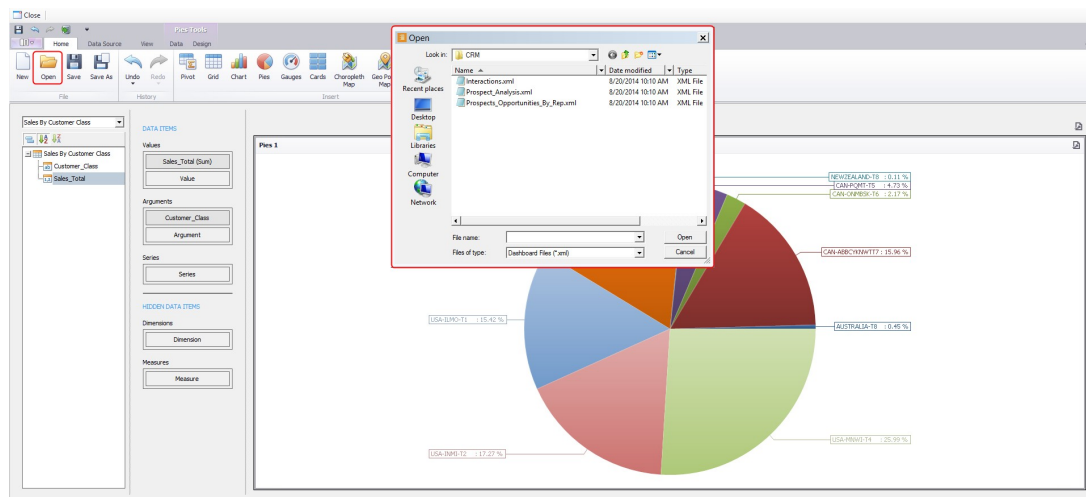 Close
Pies Tools
Home Data Source View Data Design
New Open Save Save As Undo Redo Pivot Grid Chart Pies Gauges Cards Choropleth Map
File History Insert
Open
Look in: CRM
Name Date modified Type
Interactions.xml 8/20/2014 10:10 AM XML File
Prospect_Analysis.xml 8/20/2014 10:10 AM XML File
Prospects_Opportunities_By_Rep.xml 8/20/2014 10:10 AM XML File
Recent places
Desktop
Libraries
Computer
Network
File name: Open
Files of type: Dashboard Files (*.xml) Cancel
Sales By Customer Class
Sales By Customer Class
Customer_Class
Sales_Total
DATA ITEMS
Values
Sales_Total (Sum)
Value
Arguments
Customer_Class
Argument
Series
Series
HIDDEN DATA ITEMS
Dimensions
Dimension
Measures
Measure
Pies 1
NEWZEALAND-T8 : 0.11 %
CAN-PQMT-T5 : 4.73 %
CAN-ONMBSK-T6 : 2.17 %
CAN-ABBCYKNWTT7 : 15.96 %
AUSTRALIA-T8 : 0.45 %
USA-ILMO-T1 : 15.42 %
USA-MNWI-T4 : 25.99 %
USA-INMI-T2 : 17.27 %